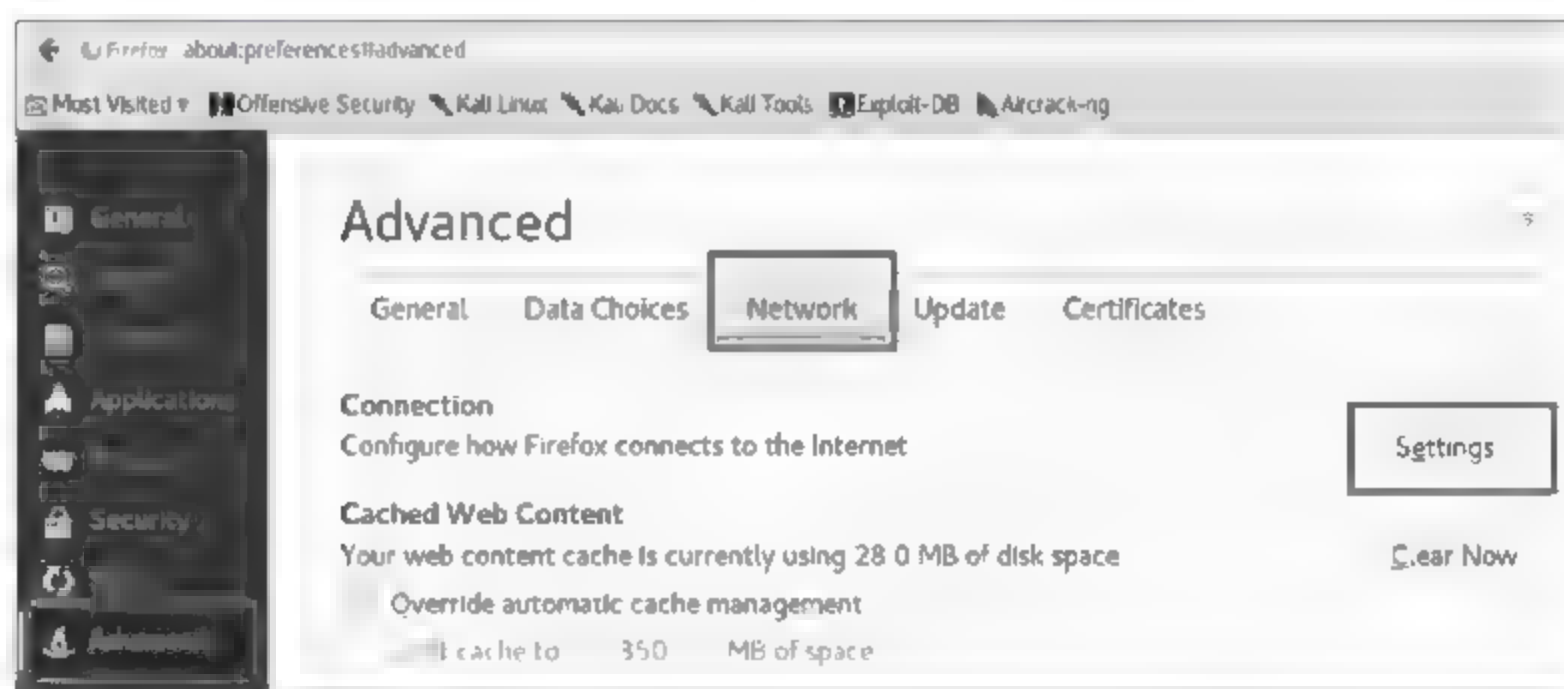 Firefox about:preferences#advanced
Most Visited Offensive Security Kali Linux Kali Docs Kali Tools Exploit-DB Aircrack-ng
General
Applications
Security
Advanced
Advanced
General Data Choices Network Update Certificates
Connection
Configure how Firefox connects to the Internet
Settings
Cached Web Content
Your web content cache is currently using 28.0 MB of disk space
Clear Now
Override automatic cache management
cache to 350 MB of space